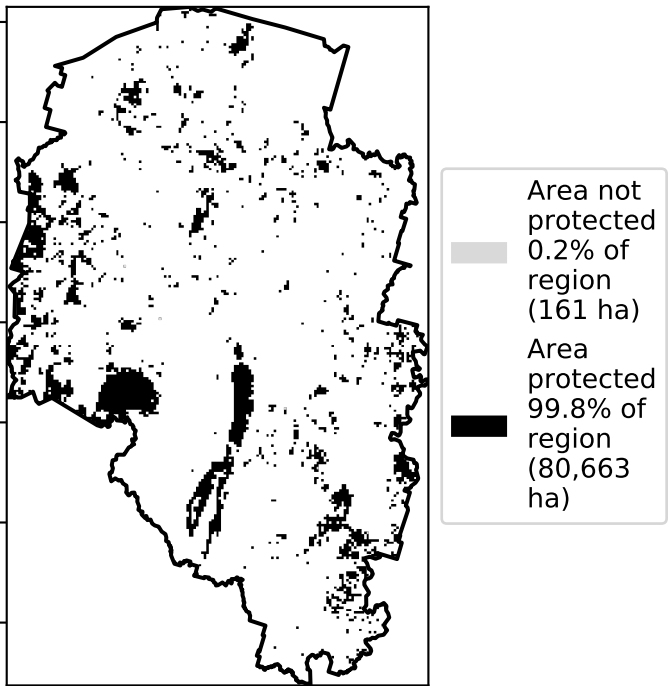 Area not
protected
0.2% of
region
(161 ha)
Area
protected
99.8% of
region
(80,663
ha)